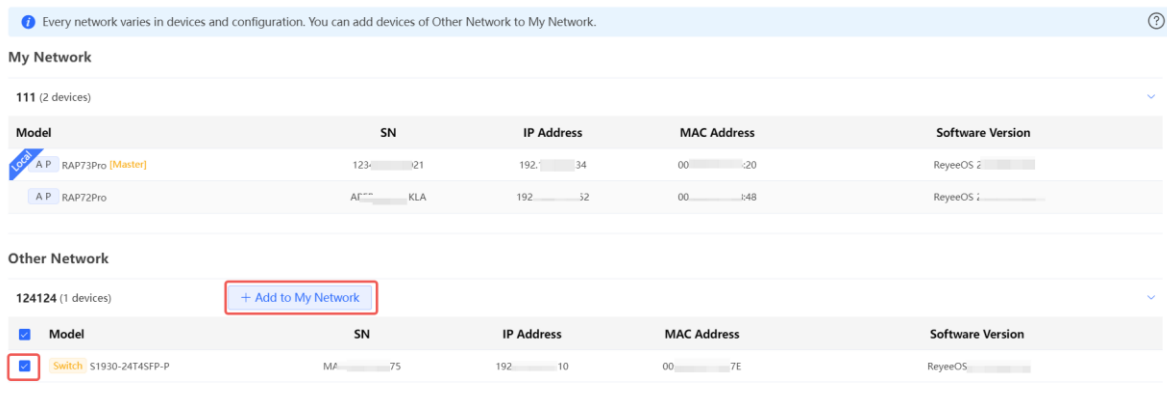 Every network varies in devices and configuration. You can add devices of Other Network to My Network.
My Network
111 (2 devices)
Model SN IP Address MAC Address Software Version
Local AP RAP73Pro [Master] 123 21 192. 34 00 :20 ReyeeOS 2
AP RAP72Pro KLA 192 52 00 :48 ReyeeOS
Other Network
124124 (1 devices) + Add to My Network
Model SN IP Address MAC Address Software Version
Switch S1930-24T4SFP-P MA 75 192 10 00 7E ReyeeOS